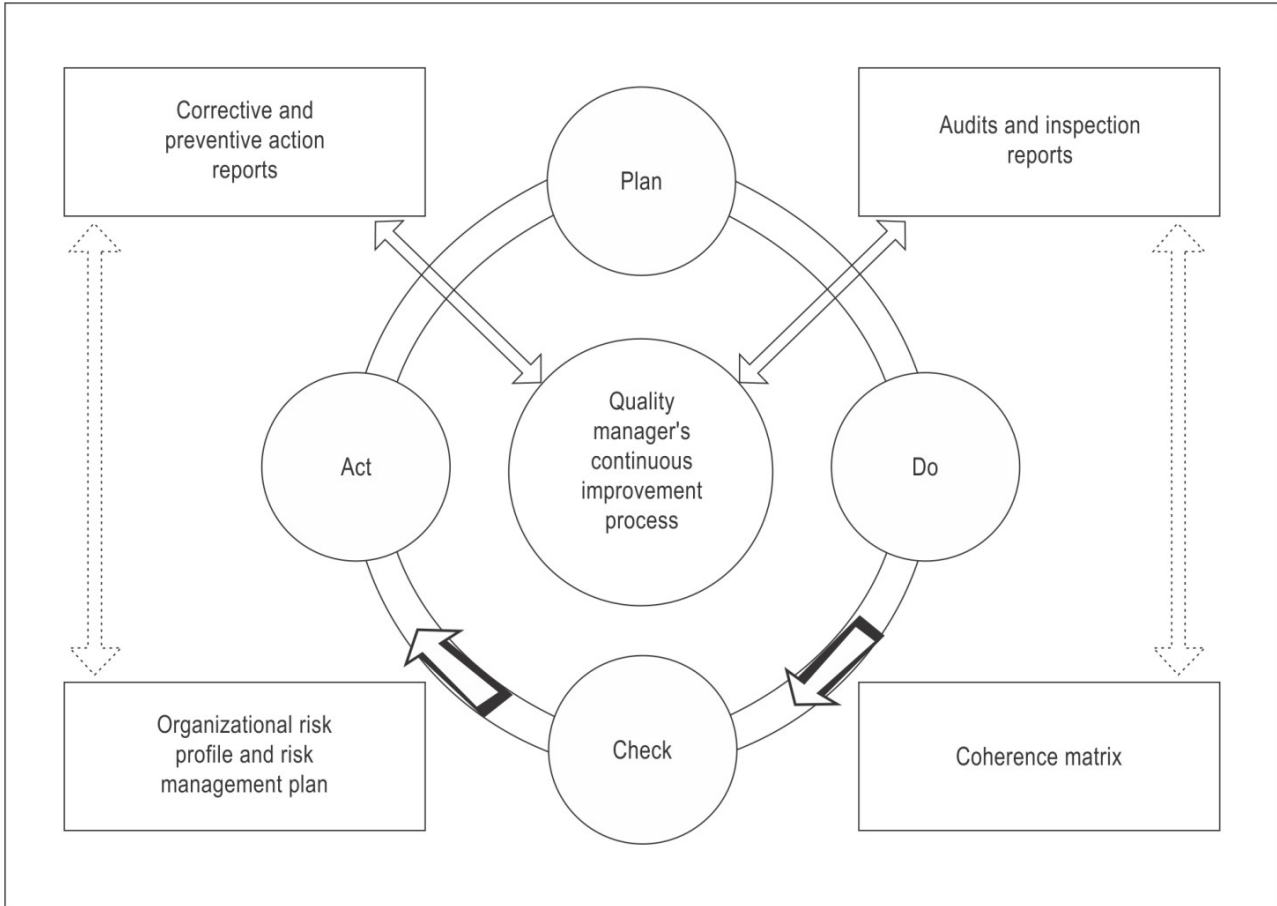 Corrective and
preventive action
reports
Plan
Audits and inspection
reports
Act
Quality
manager's
continuous
improvement
process
Do
Organizational risk
profile and risk
management plan
Check
Coherence matrix